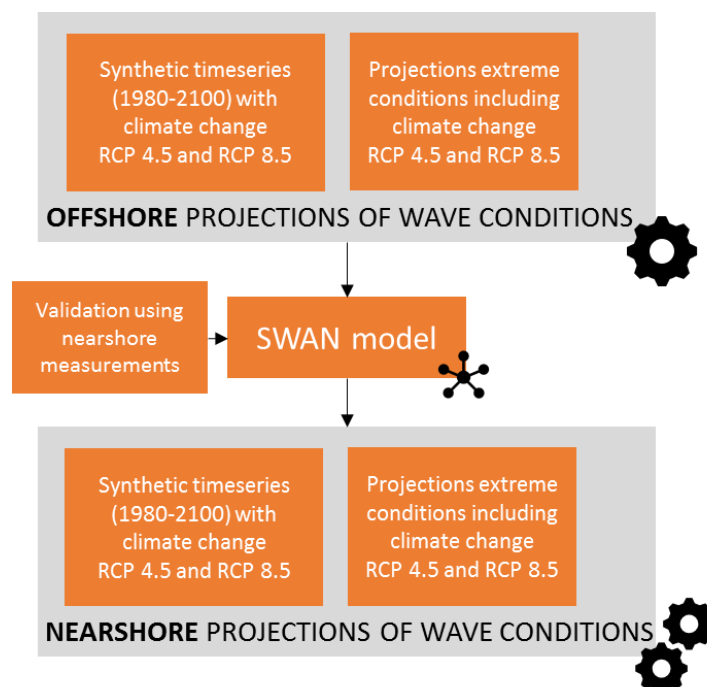 Synthetic timeseries
(1980-2100) with
climate change
RCP 4.5 and RCP 8.5
Projections extreme
conditions including
climate change
RCP 4.5 and RCP 8.5
OFFSHORE PROJECTIONS OF WAVE CONDITIONS
Validation using
nearshore
measurements
SWAN model
Synthetic timeseries
(1980-2100) with
climate change
RCP 4.5 and RCP 8.5
Projections extreme
conditions including
climate change
RCP 4.5 and RCP 8.5
NEARSHORE PROJECTIONS OF WAVE CONDITIONS